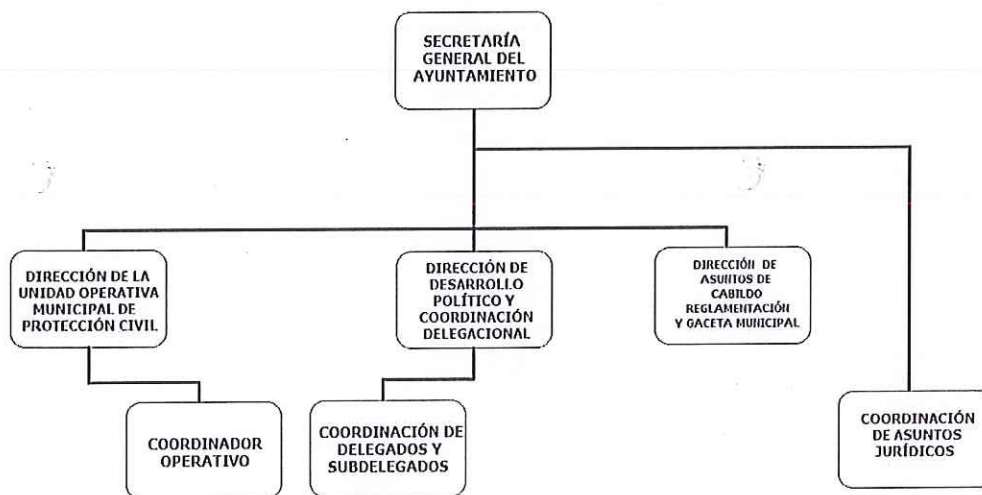 SECRETARÍA
GENERAL DEL
AYUNTAMIENTO
DIRECCIÓN DE LA
UNIDAD OPERATIVA
MUNICIPAL DE
PROTECCIÓN CIVIL
DIRECCIÓN DE
DESARROLLO
POLÍTICO Y
COORDINACIÓN
DELEGACIONAL
DIRECCIÓN DE
ASUNTOS DE
CABILDO
REGLAMENTACIÓN
Y GACETA MUNICIPAL
COORDINADOR
OPERATIVO
COORDINACIÓN DE
DELEGADOS Y
SUBDELEGADOS
COORDINACIÓN
DE ASUNTOS
JURÍDICOS